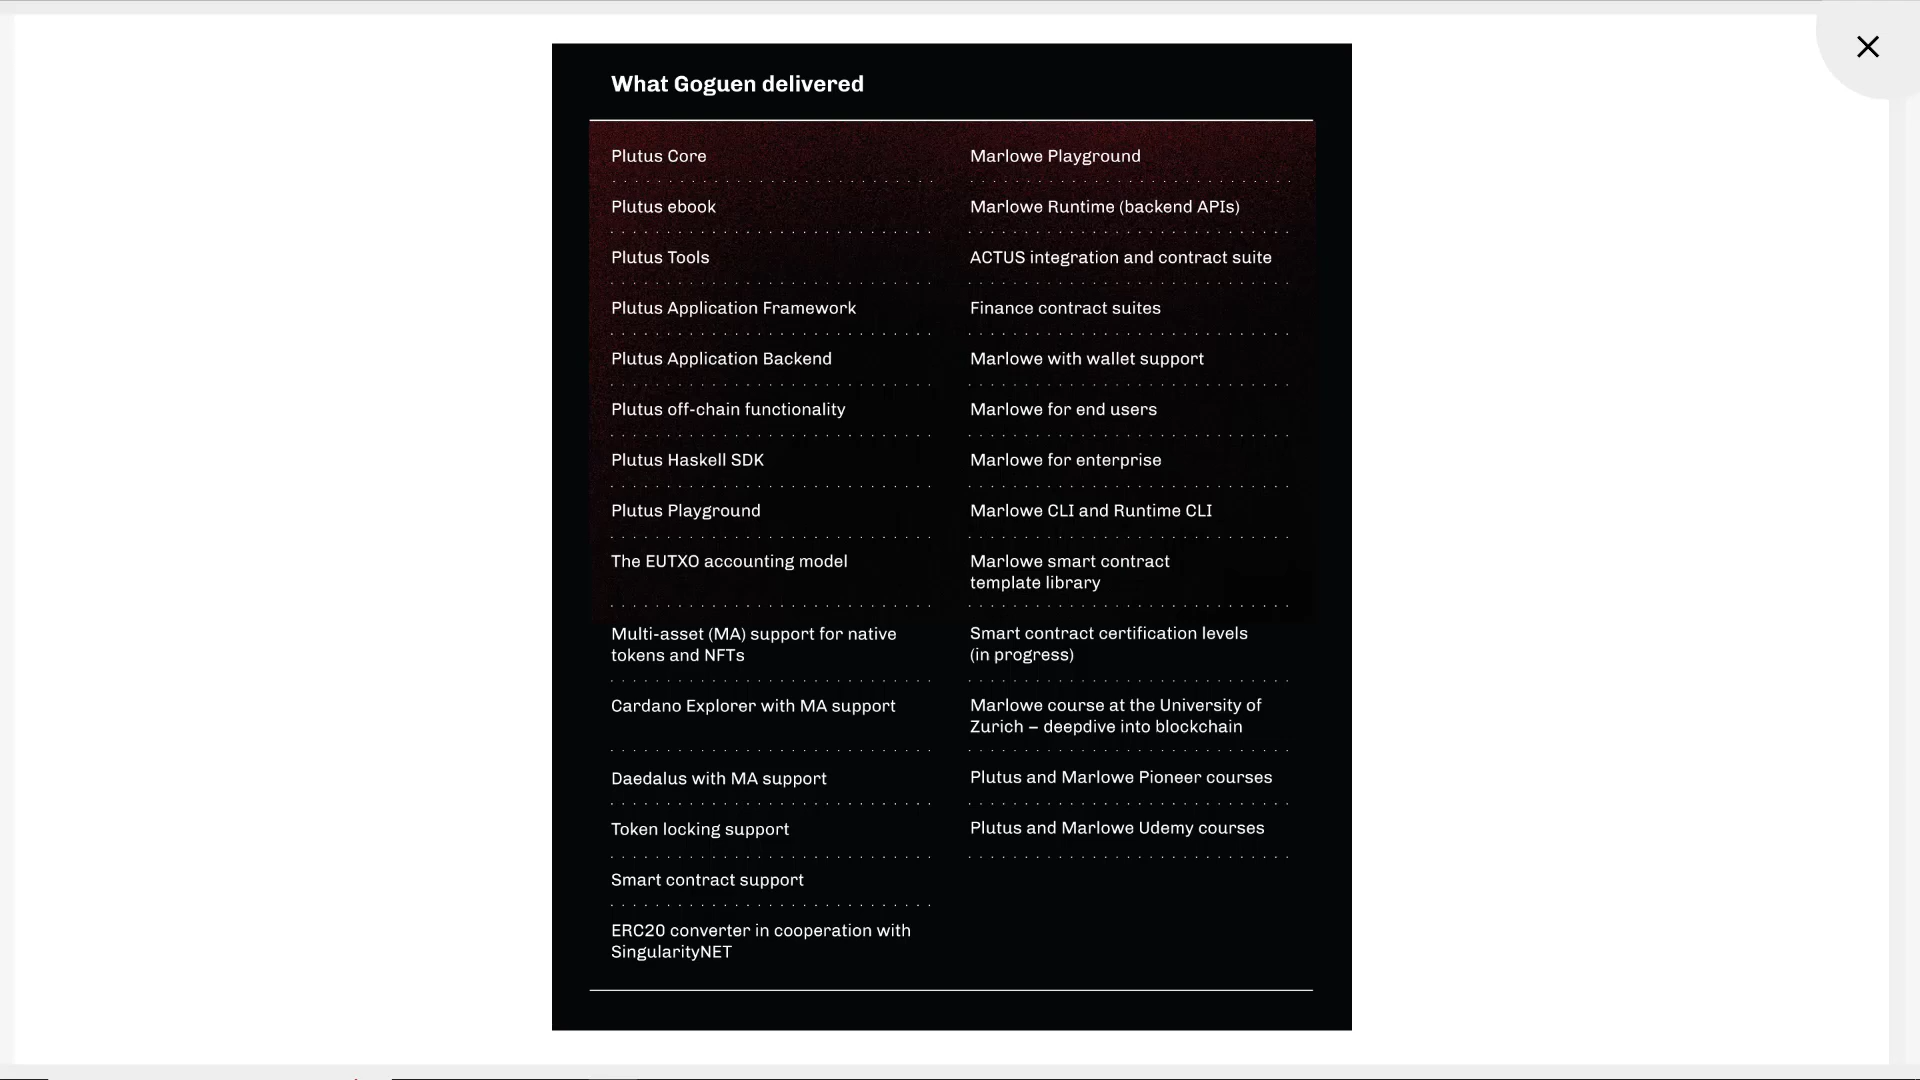 What Goguen delivered
Plutus Core
Plutus ebook
Plutus Tools
Plutus Application Framework
Plutus Application Backend
Plutus off-chain functionality
Plutus Haskell SDK
Plutus Playground
The EUTXO accounting model
Multi-asset (MA) support for native
tokens and NFTs
Cardano Explorer with MA support
Daedalus with MA support
Token locking support
Smart contract support
ERC20 converter in cooperation with
SingularityNET
Marlowe Playground
Marlowe Runtime (backend APIs)
ACTUS integration and contract suite
Finance contract suites
Marlowe with wallet support
Marlowe for end users
Marlowe for enterprise
Marlowe CLI and Runtime CLI
Marlowe smart contract
template library
Smart contract certification levels
(in progress)
Marlowe course at the University of
Zurich – deepdive into blockchain
Plutus and Marlowe Pioneer courses
Plutus and Marlowe Udemy courses